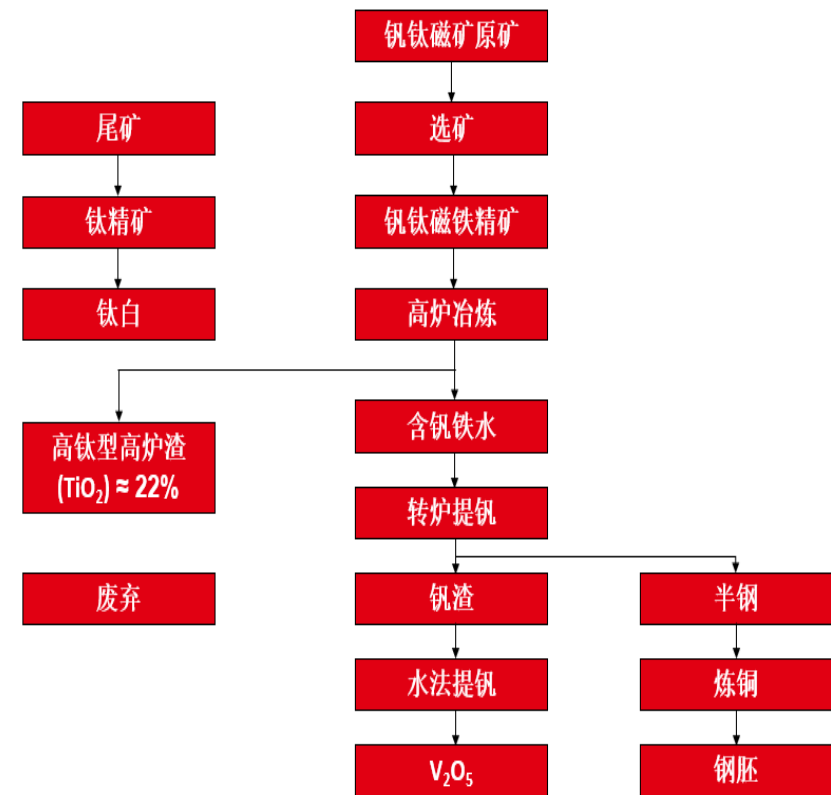 钒钛磁矿原矿
尾矿
选矿
钛精矿
钒钛磁铁精矿
钛白
高炉冶炼
高钛型高炉渣
(TiO₂) ≈ 22%
含钒铁水
转炉提钒
废弃
钒渣
半钢
水法提钒
炼铜
V₂O₅
钢胚